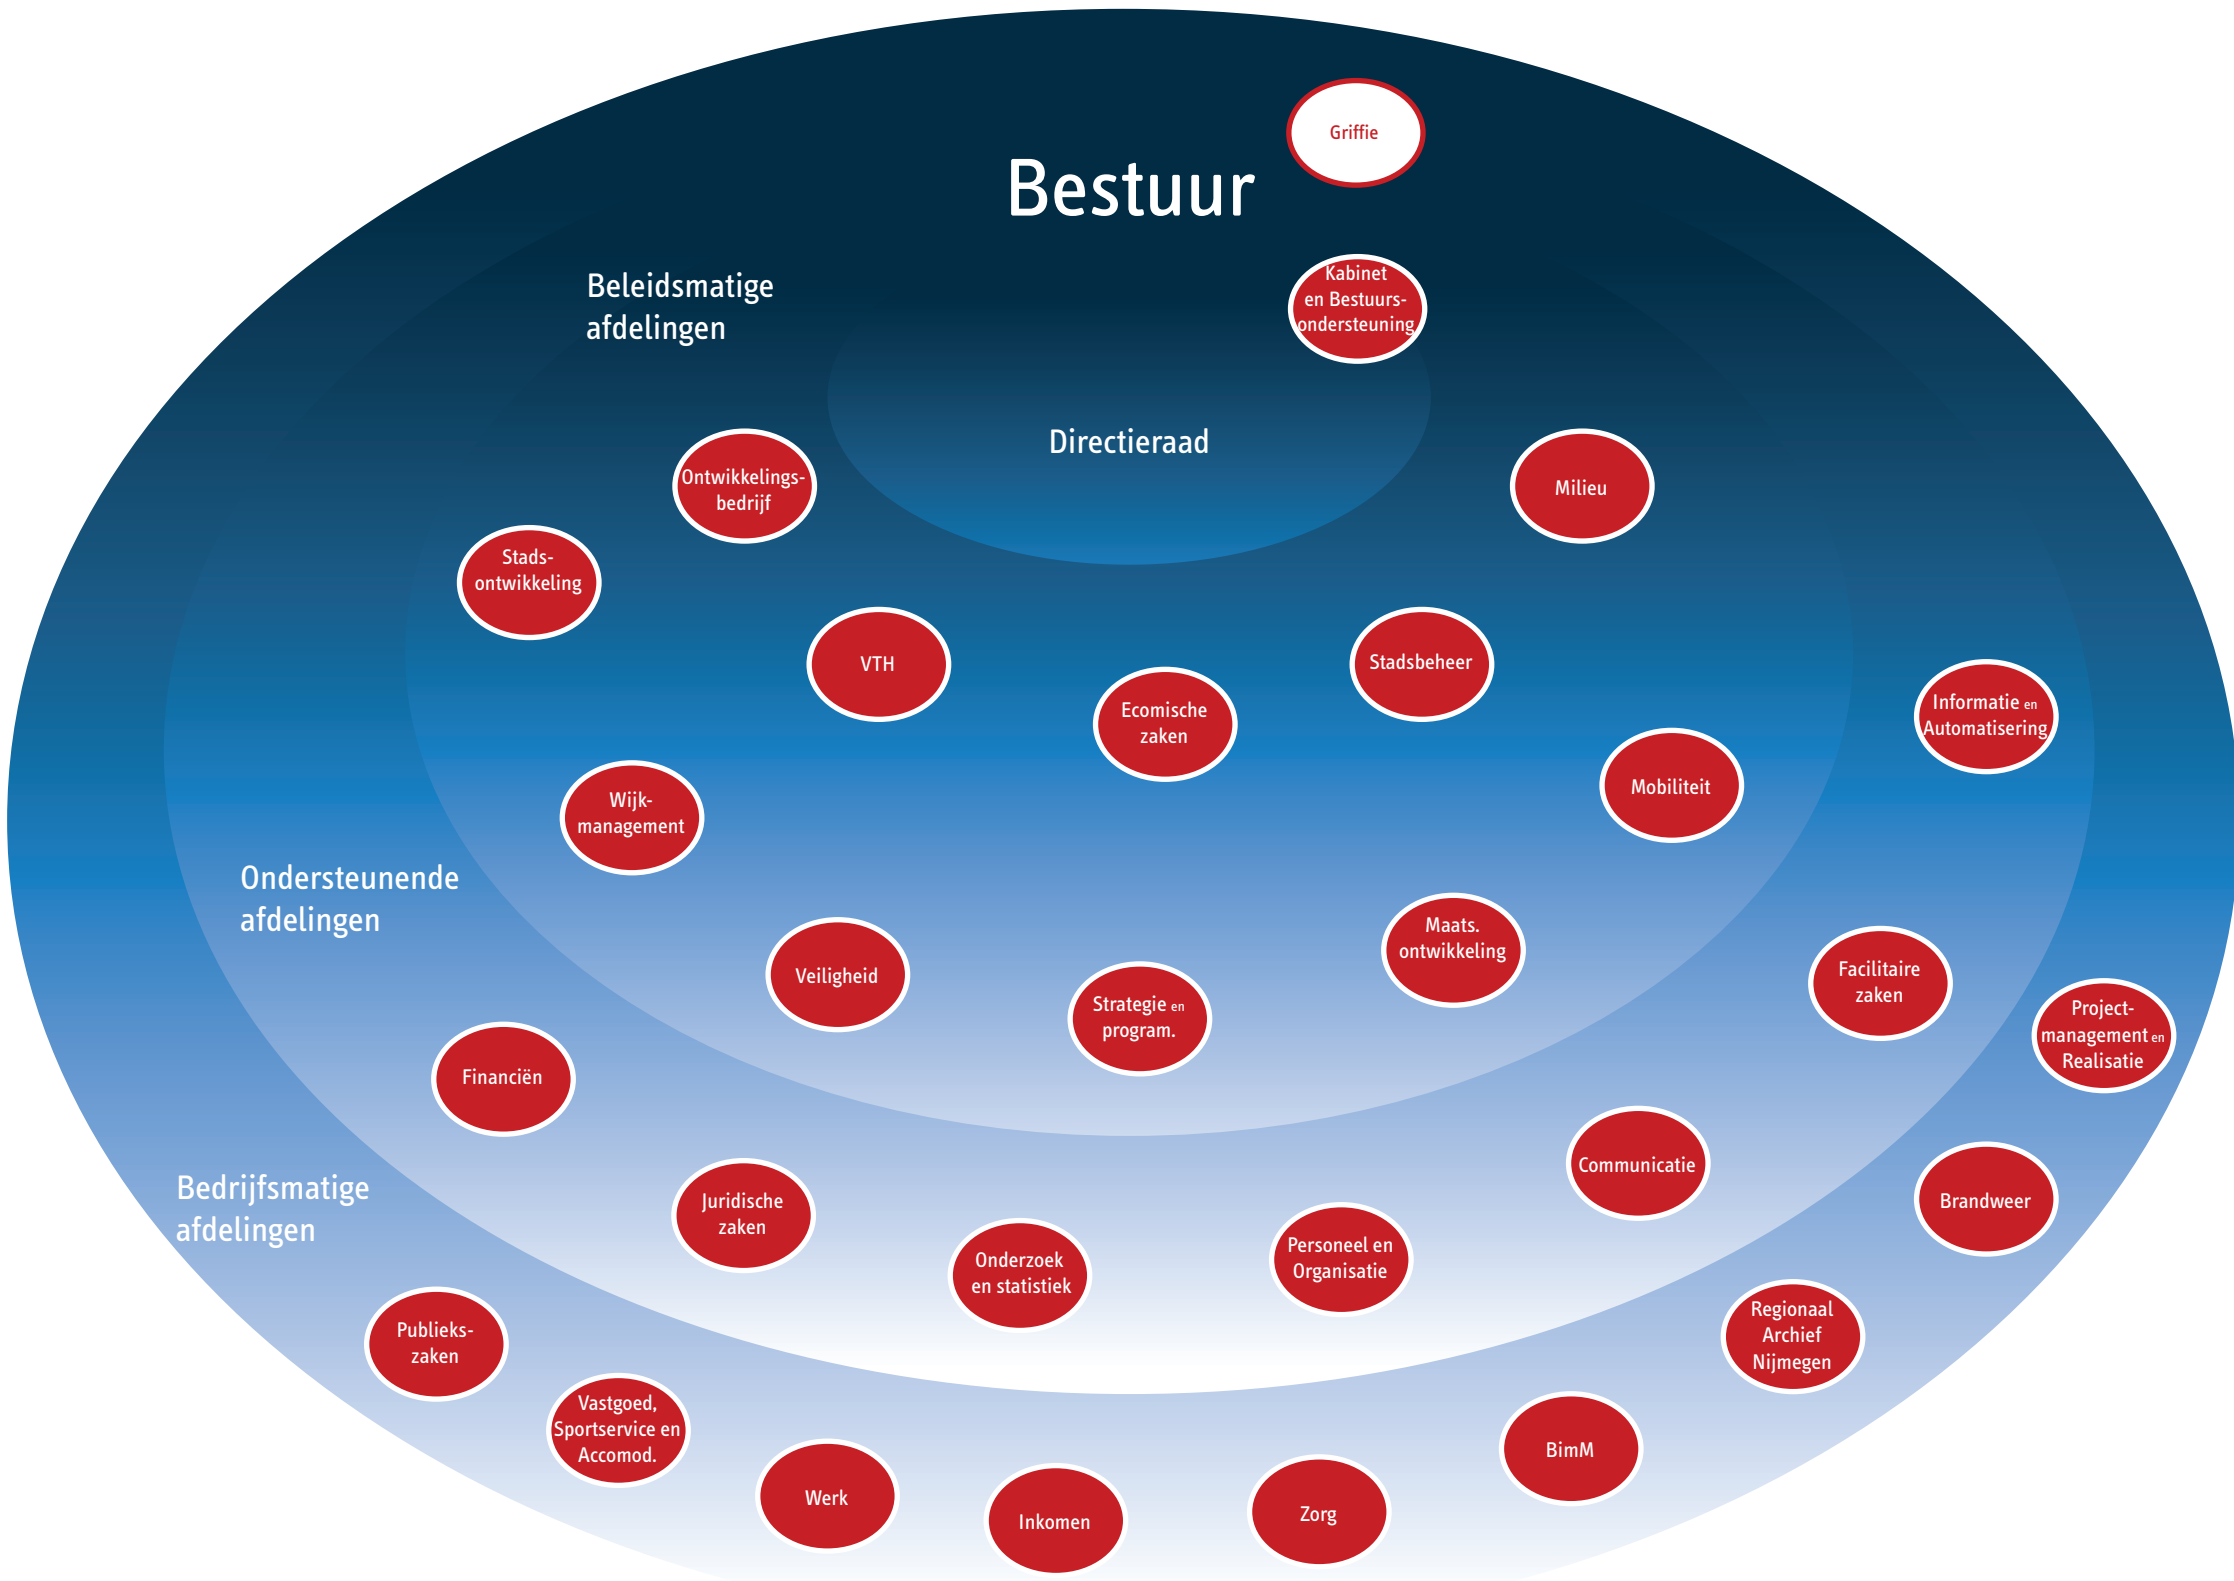 Griffie
Bestuur
Kabinet
en Bestuurs-
ondersteuning
Beleidsmatige
afdelingen
Directieraad
Ontwikkelings-
bedrijf
Milieu
Stads-
ontwikkeling
VTH
Stadsbeheer
Ecomische
zaken
Informatie en
Automatisering
Mobiliteit
Wijk-
management
Ondersteunende
afdelingen
Maats.
ontwikkeling
Veiligheid
Strategie en
program.
Facilitaire
zaken
Project-
management en
Realisatie
Financiën
Communicatie
Bedrijfsmatige
afdelingen
Juridische
zaken
Brandweer
Onderzoek
en statistiek
Personeel en
Organisatie
Publieks-
zaken
Regionaal
Archief
Nijmegen
Vastgoed,
Sportservice en
Accomod.
BimM
Werk
Inkomen
Zorg